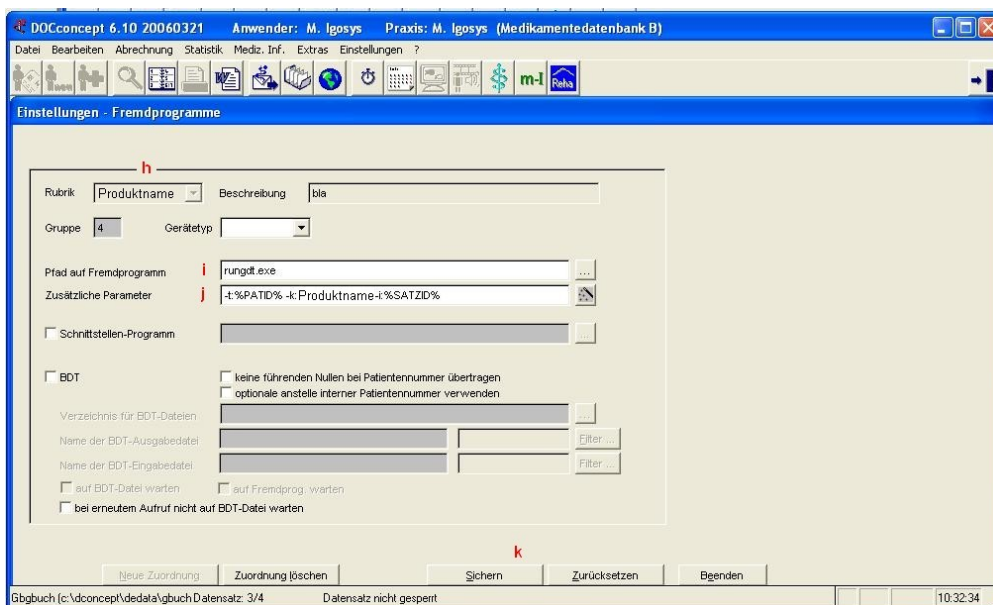 DOCconcept 6.10 20060321 Anwender: M. Igosys Praxis: M. Igosys (Medikamentedatenbank B)
Datei Bearbeiten Abrechnung Statistik Mediz. Inf. Extras Einstellungen ?
m-I Reha
Einstellungen - Fremdprogramme
h
Rubrik Produktname Beschreibung bla
Gruppe 4 Gerätetyp
Pfad auf Fremdprogramm i rungdt.exe ...
Zusätzliche Parameter j -t:%PATID% -k:Produktname-i:%SATZID%
Schnittstellen-Programm ...
BDT keine führenden Nullen bei Patientennummer übertragen
optionale anstelle interner Patientennummer verwenden
Verzeichnis für BDT-Dateien ...
Name der BDT-Ausgabedatei Filter ...
Name der BDT-Eingabedatei Filter ...
auf BDT-Datei warten auf Fremdprog. warten
bei erneutem Aufruf nicht auf BDT-Datei warten
k
Neue Zuordnung Zuordnung löschen Sichern Zurücksetzen Beenden
Gbgbuch (c:\dconcept\dedata\gbuch Datensatz: 3/4 Datensatz nicht gesperrt 10:32:34